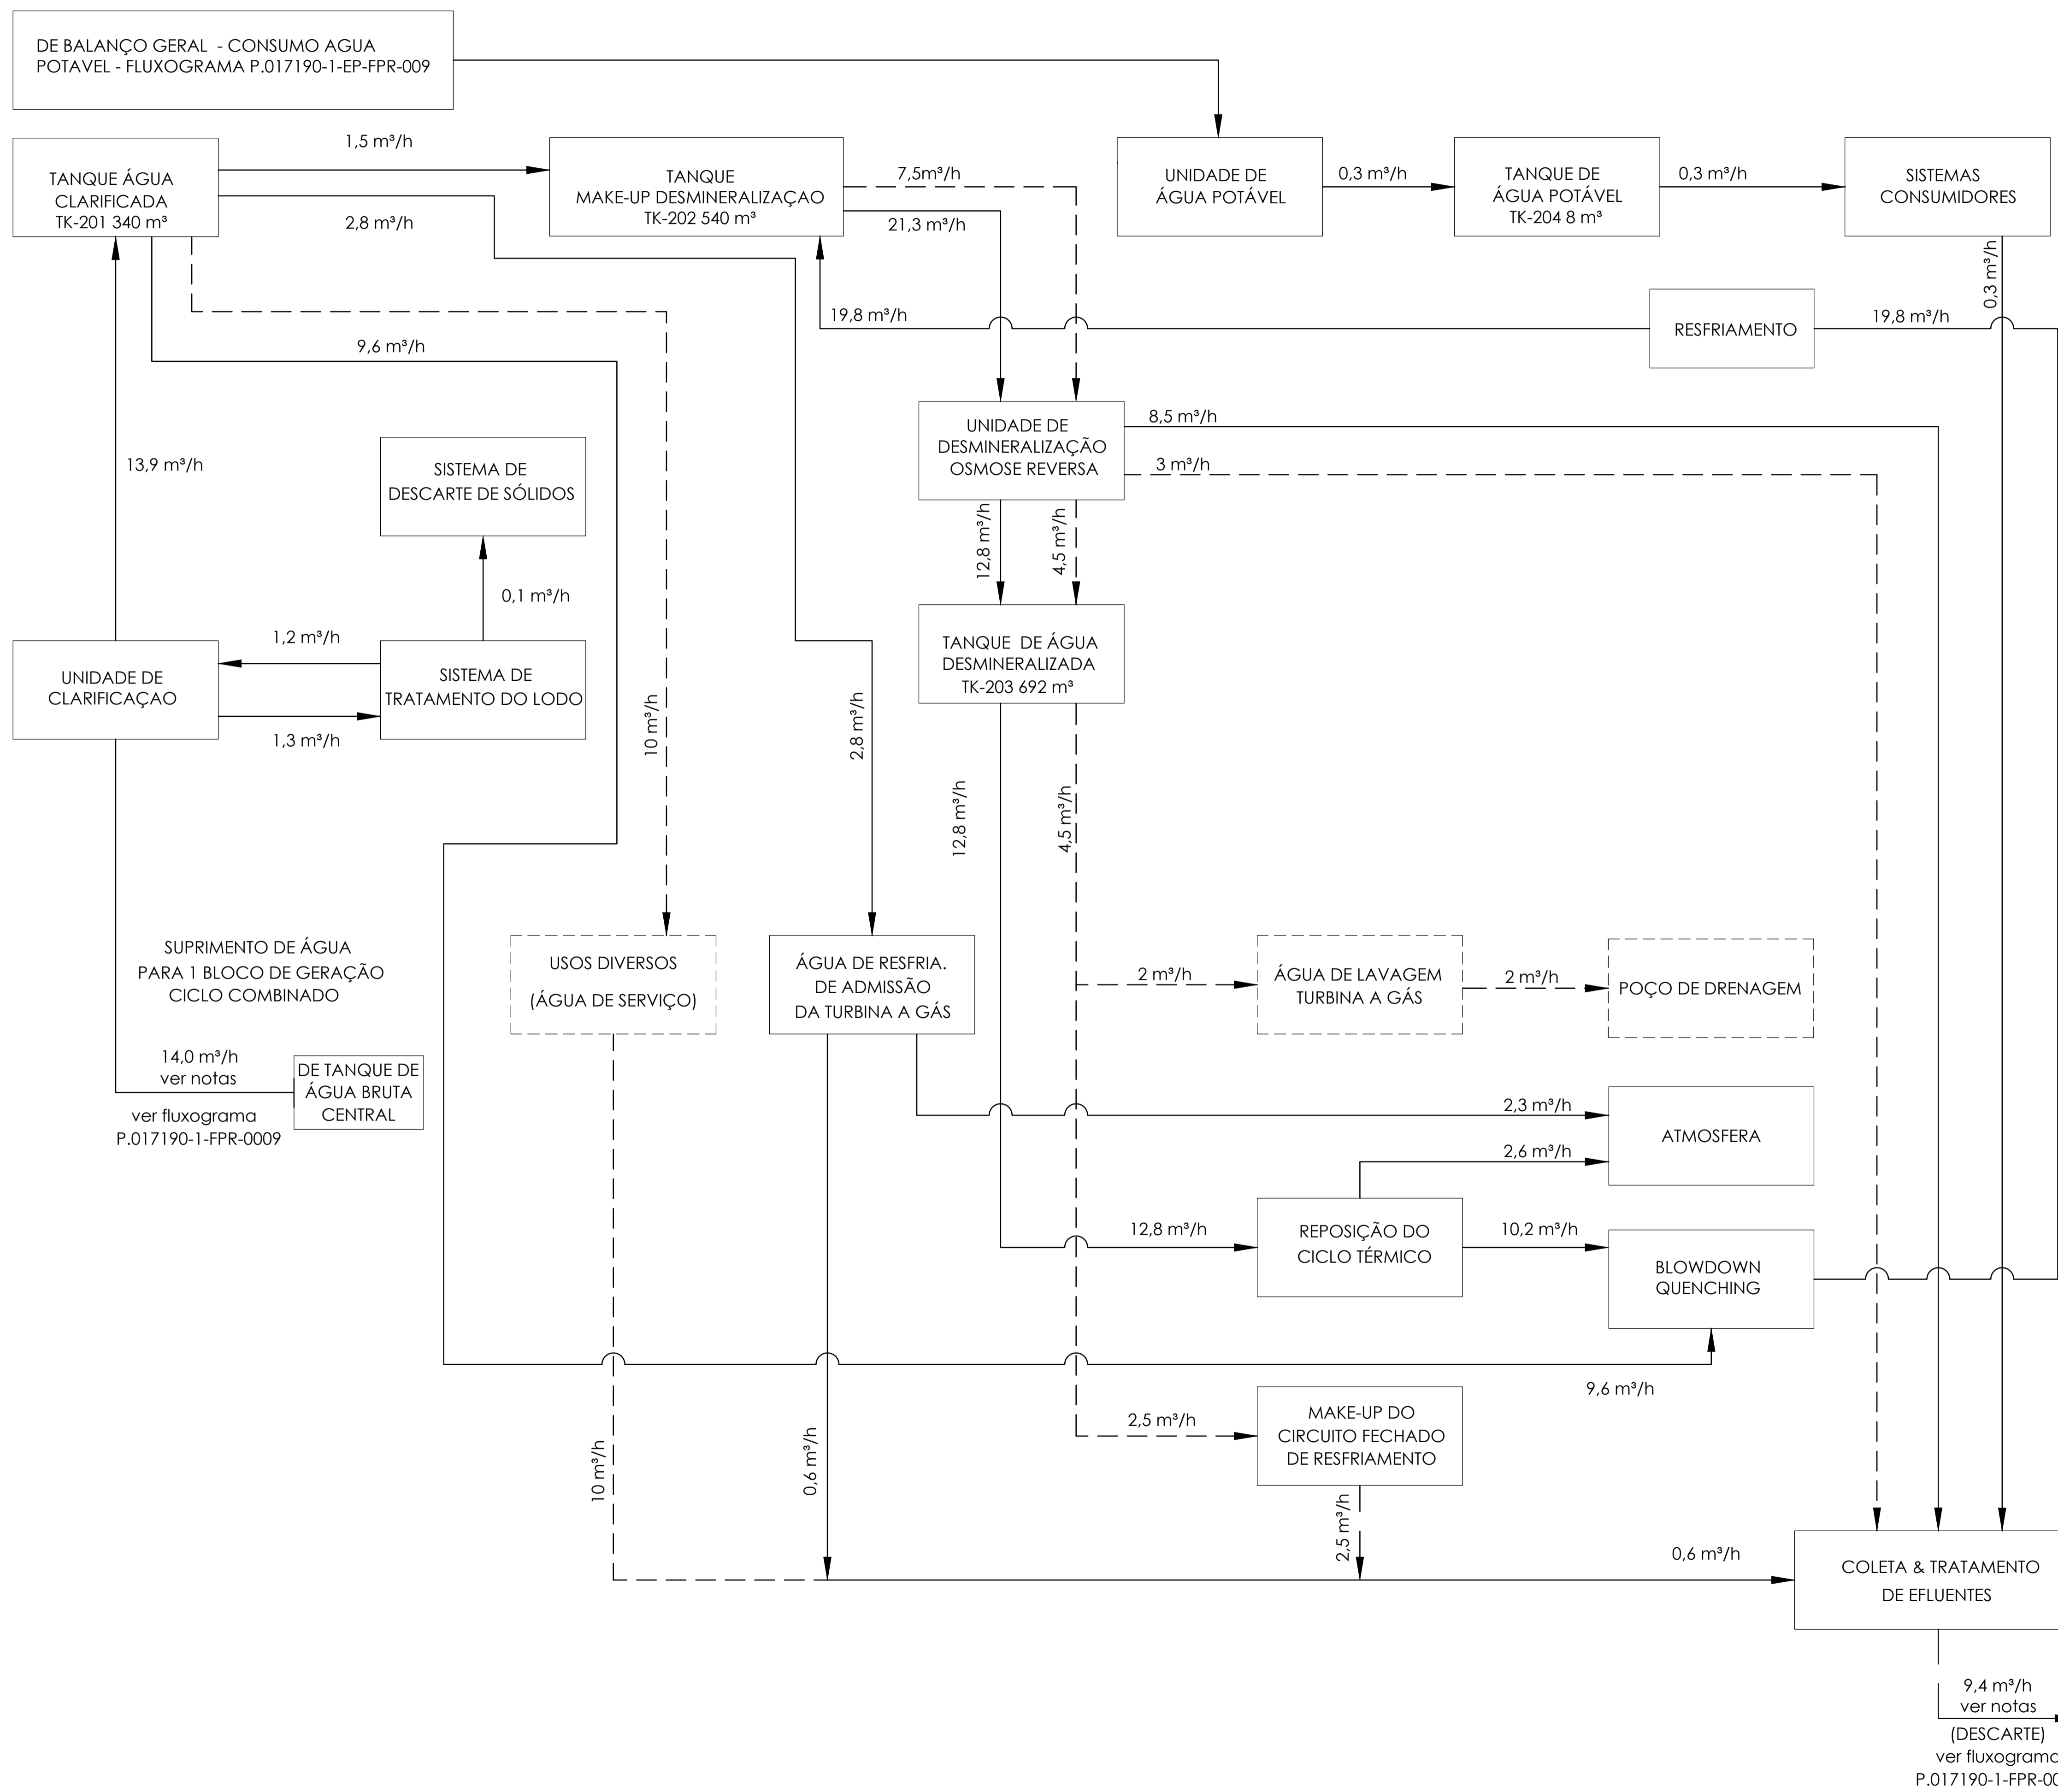 DE BALANÇO GERAL - CONSUMO AGUA
POTAVEL - FLUXOGRAMA P.017190-1-EP-FPR-009
1,5 m³/h
TANQUE ÁGUA
CLARIFICADA
TK-201 340 m³
2,8 m³/h
TANQUE
MAKE-UP DESMINERALIZAÇAO
TK-202 540 m³
7,5m³/h
21,3 m³/h
UNIDADE DE
ÁGUA POTÁVEL
0,3 m³/h
TANQUE DE
ÁGUA POTÁVEL
TK-204 8 m³
0,3 m³/h
SISTEMAS
CONSUMIDORES
0,3 m³/h
19,8 m³/h
RESFRIAMENTO
19,8 m³/h
9,6 m³/h
13,9 m³/h
SISTEMA DE
DESCARTE DE SÓLIDOS
UNIDADE DE
DESMINERALIZAÇÃO
OSMOSE REVERSA
8,5 m³/h
3 m³/h
12,8 m³/h
4,5 m³/h
0,1 m³/h
1,2 m³/h
UNIDADE DE
CLARIFICAÇAO
SISTEMA DE
TRATAMENTO DO LODO
1,3 m³/h
TANQUE DE ÁGUA
DESMINERALIZADA
TK-203 692 m³
10 m³/h
2,8 m³/h
12,8 m³/h
4,5 m³/h
SUPRIMENTO DE ÁGUA
PARA 1 BLOCO DE GERAÇÃO
CICLO COMBINADO
USOS DIVERSOS
(ÁGUA DE SERVIÇO)
ÁGUA DE RESFRIA.
DE ADMISSÃO
DA TURBINA A GÁS
2 m³/h
ÁGUA DE LAVAGEM
TURBINA A GÁS
2 m³/h
POÇO DE DRENAGEM
14,0 m³/h
ver notas
DE TANQUE DE
ÁGUA BRUTA
CENTRAL
ver fluxograma
P.017190-1-FPR-0009
2,3 m³/h
ATMOSFERA
2,6 m³/h
12,8 m³/h
REPOSIÇÃO DO
CICLO TÉRMICO
10,2 m³/h
BLOWDOWN
QUENCHING
9,6 m³/h
2,5 m³/h
MAKE-UP DO
CIRCUITO FECHADO
DE RESFRIAMENTO
10 m³/h
0,6 m³/h
2,5 m³/h
0,6 m³/h
COLETA & TRATAMENTO
DE EFLUENTES
9,4 m³/h
ver notas
(DESCARTE)
ver fluxograma